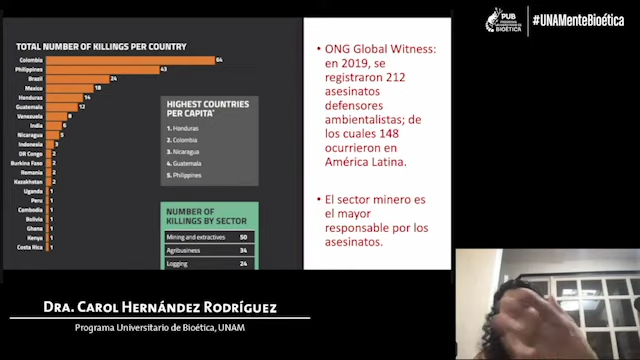 PUB
PROGRAMA
UNIVERSITARIO DE
BIOÉTICA
#UNAMenteBioética
TOTAL NUMBER OF KILLINGS PER COUNTRY
Colombia 64
Philippines 43
Brazil 24
Mexico 18
Honduras 14
Guatemala 12
Venezuela 8
India 6
Nicaragua 5
Indonesia 3
DR Congo 2
Burkina Faso 2
Romania 2
Kazakhstan 2
Uganda 1
Peru 1
Cambodia 1
Bolivia 1
Ghana 1
Kenya 1
Costa Rica 1
HIGHEST COUNTRIES
PER CAPITA*
1. Honduras
2. Colombia
3. Nicaragua
4. Guatemala
5. Philippines
NUMBER OF
KILLINGS BY SECTOR
Mining and extractives 50
Agribusiness 34
Logging 24
• ONG Global Witness:
en 2019, se
registraron 212
asesinatos
defensores
ambientalistas; de
los cuales 148
ocurrieron en
América Latina.
• El sector minero es
el mayor
responsable por los
asesinatos.
DRA. CAROL HERNÁNDEZ RODRÍGUEZ
Programa Universitario de Bioética, UNAM